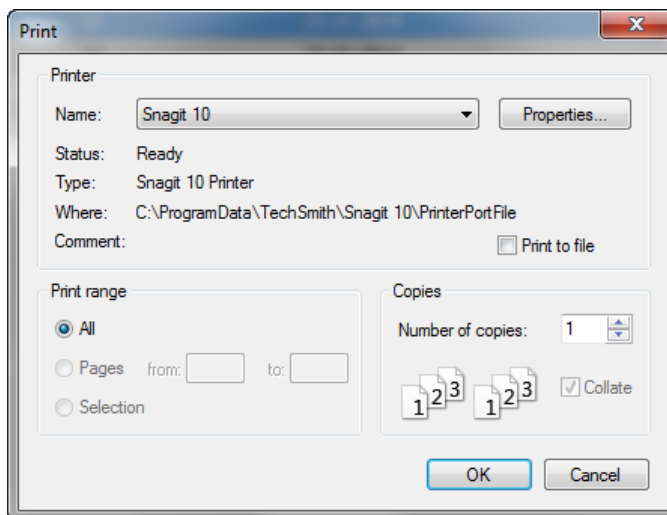 Print
Printer
Name: Snagit 10 Properties...
Status: Ready
Type: Snagit 10 Printer
Where: C:\ProgramData\TechSmith\Snagit 10\PrinterPortFile
Comment: Print to file
Print range
All
Pages from: to:
Selection
Copies
Number of copies: 1
1 2 3 1 2 3 Collate
OK Cancel